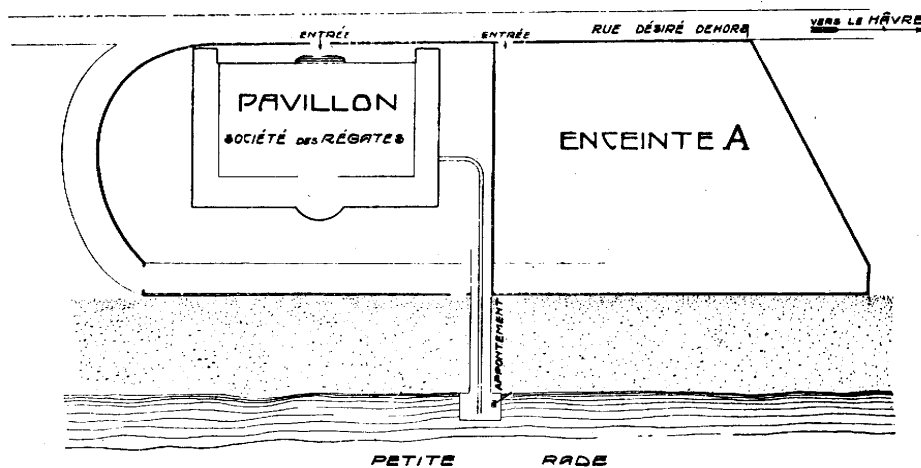 ENTRÉE
ENTRÉE
RUE DÉSIRÉ DEHORS
VERS LE HÂVRE
PAVILLON
SOCIÉTÉ DES RÉGATES
ENCEINTE A
APPONTEMENT
PETITE RADE